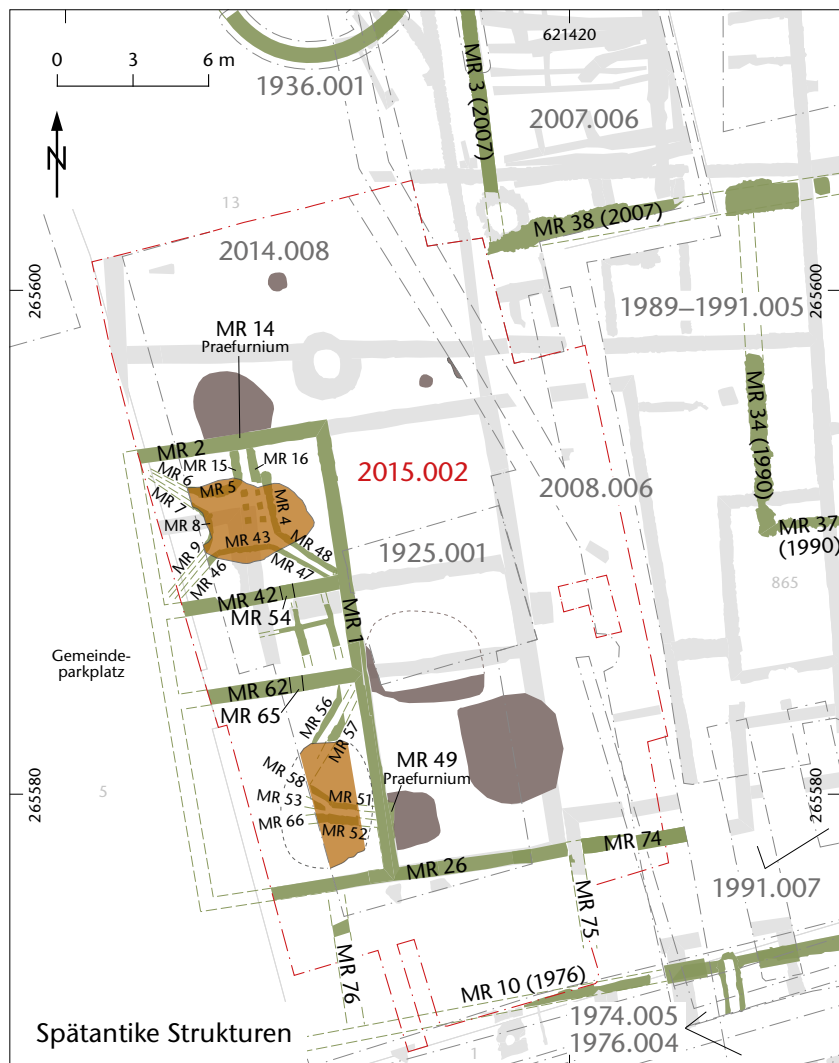 621420
0 3 6 m
1936.001
MR 3 (2007)
2007.006
N
13
MR 38 (2007)
2014.008
265600
265600
1989–1991.005
MR 14
Praefurnium
MR 2
MR 15
MR 16
MR 6
MR 5
MR 7
MR 4
MR 8
MR 43
MR 9
MR 46
MR 48
MR 47
2015.002
2008.006
MR 34 (1990)
MR 37
(1990)
1925.001
865
MR 42
MR 54
MR 1
Gemeinde-
parkplatz
MR 62
MR 65
MR 56
MR 57
MR 49
Praefurnium
MR 58
MR 53
MR 51
MR 66
MR 52
5
265580
265580
MR 26
MR 74
1991.007
MR 75
MR 76
MR 10 (1976)
1974.005
1976.004
1
Spätantike Strukturen